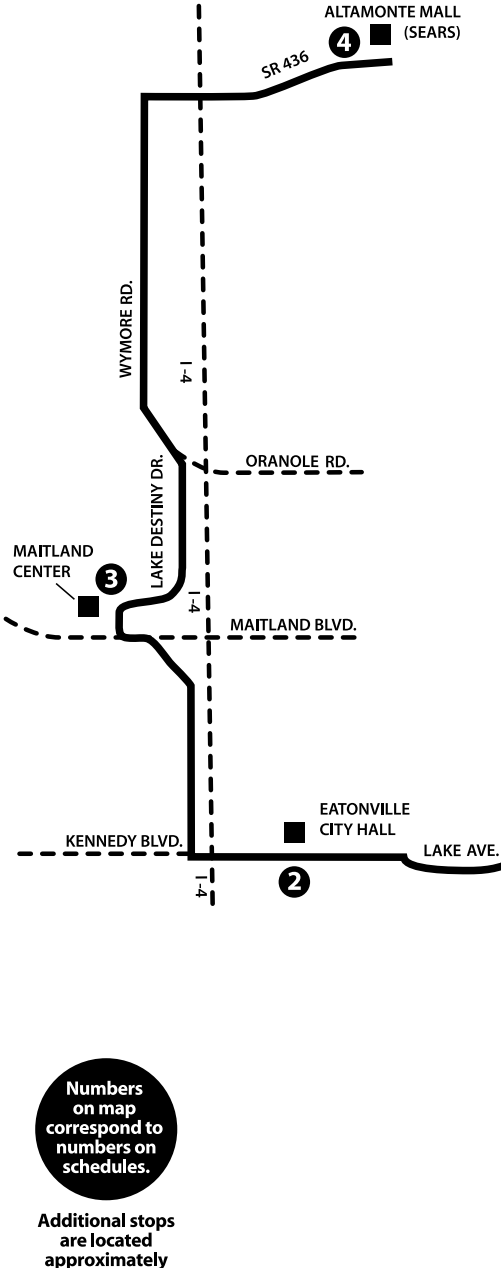 ALTAMONTE MALL
(SEARS)
4
SR 436
WYMORE RD.
I-4
ORANOLE RD.
LAKE DESTINY DR.
MAITLAND
CENTER
3
I-4
MAITLAND BLVD.
EATONVILLE
CITY HALL
KENNEDY BLVD.
LAKE AVE.
2
I-4
Numbers
on map
correspond to
numbers on
schedules.
Additional stops
are located
approximately